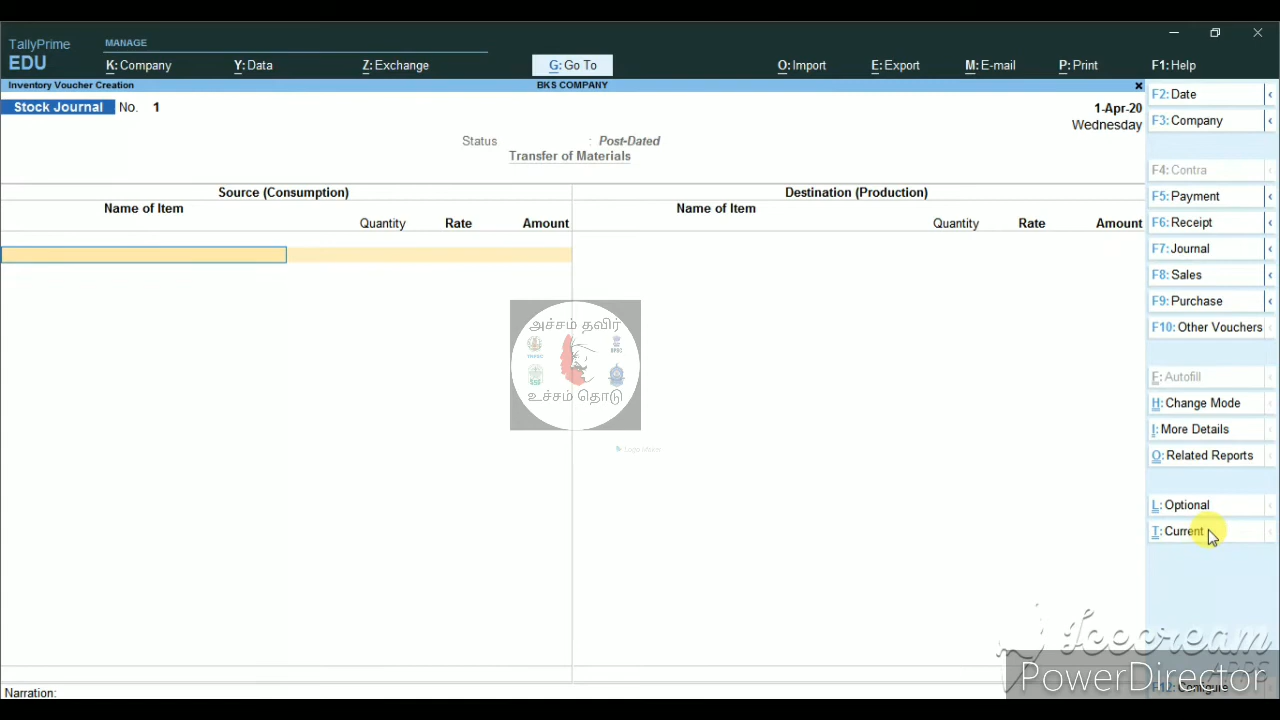 TallyPrime
EDU
MANAGE
K: Company
Y: Data
Z: Exchange
G: Go To
O: Import
E: Export
M: E-mail
P: Print
F1: Help
Inventory Voucher Creation
BKS COMPANY
Stock Journal No. 1
1-Apr-20
Wednesday
Status : Post-Dated
Transfer of Materials
Source (Consumption)
Name of Item
Quantity Rate Amount
Destination (Production)
Name of Item
Quantity Rate Amount
அச்சம் தவிர்
உச்சம் தொடு
Narration:
F2: Date
F3: Company
F4: Contra
F5: Payment
F6: Receipt
F7: Journal
F8: Sales
F9: Purchase
F10: Other Vouchers
F: Autofill
H: Change Mode
I: More Details
O: Related Reports
L: Optional
T: Current
Icecream
APPS
PowerDirector
F12: Configure